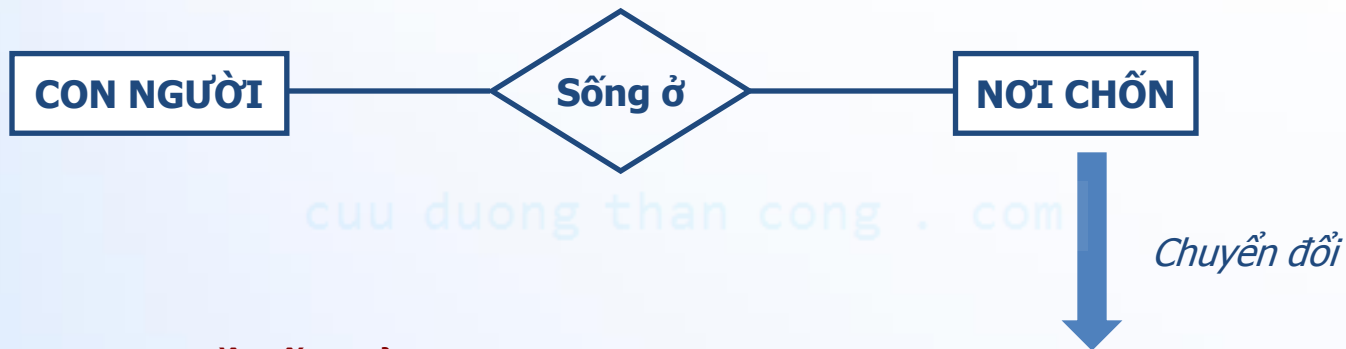 CON NGƯỜI
Sống ở
NƠI CHỐN
cuu duong than cong . com
Chuyển đổi